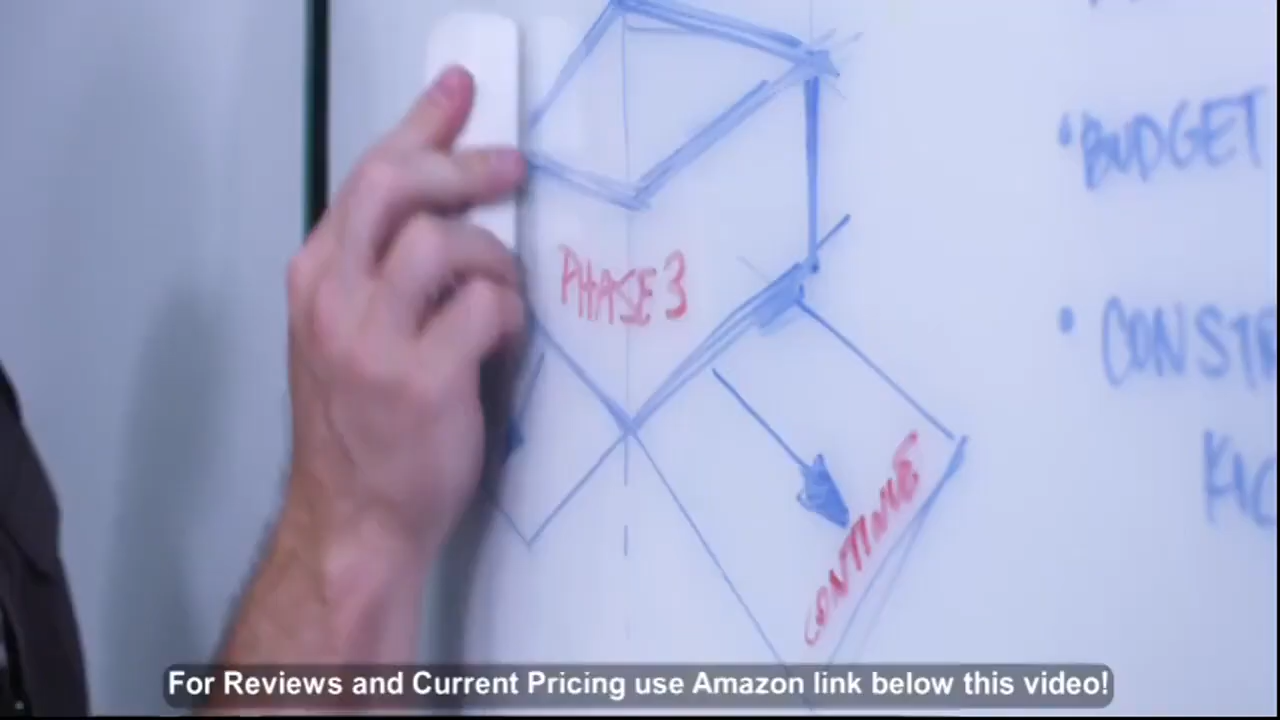 • BUDGET
PHASE 3
• CONSTR
CONTINUE
For Reviews and Current Pricing use Amazon link below this video!